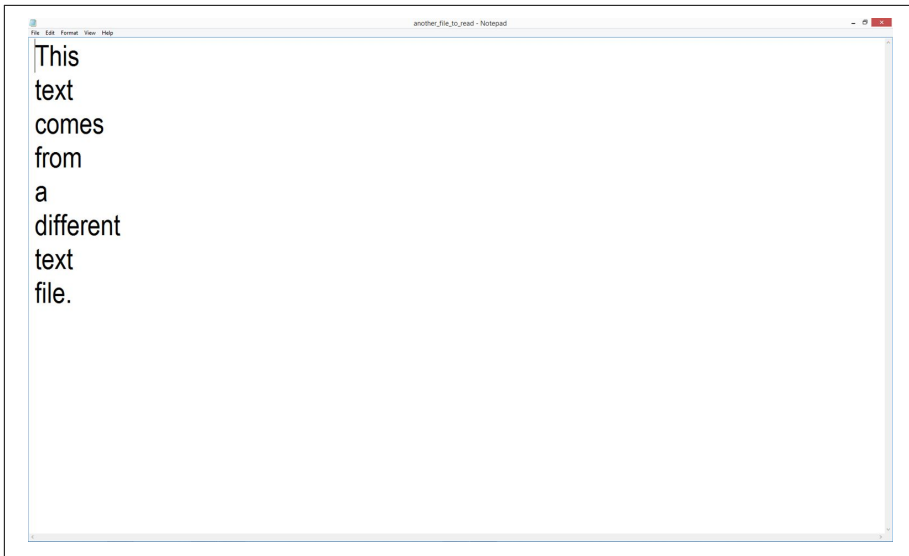 another_file_to_read - Notepad
File Edit Format View Help
This
text
comes
from
a
different
text
file.